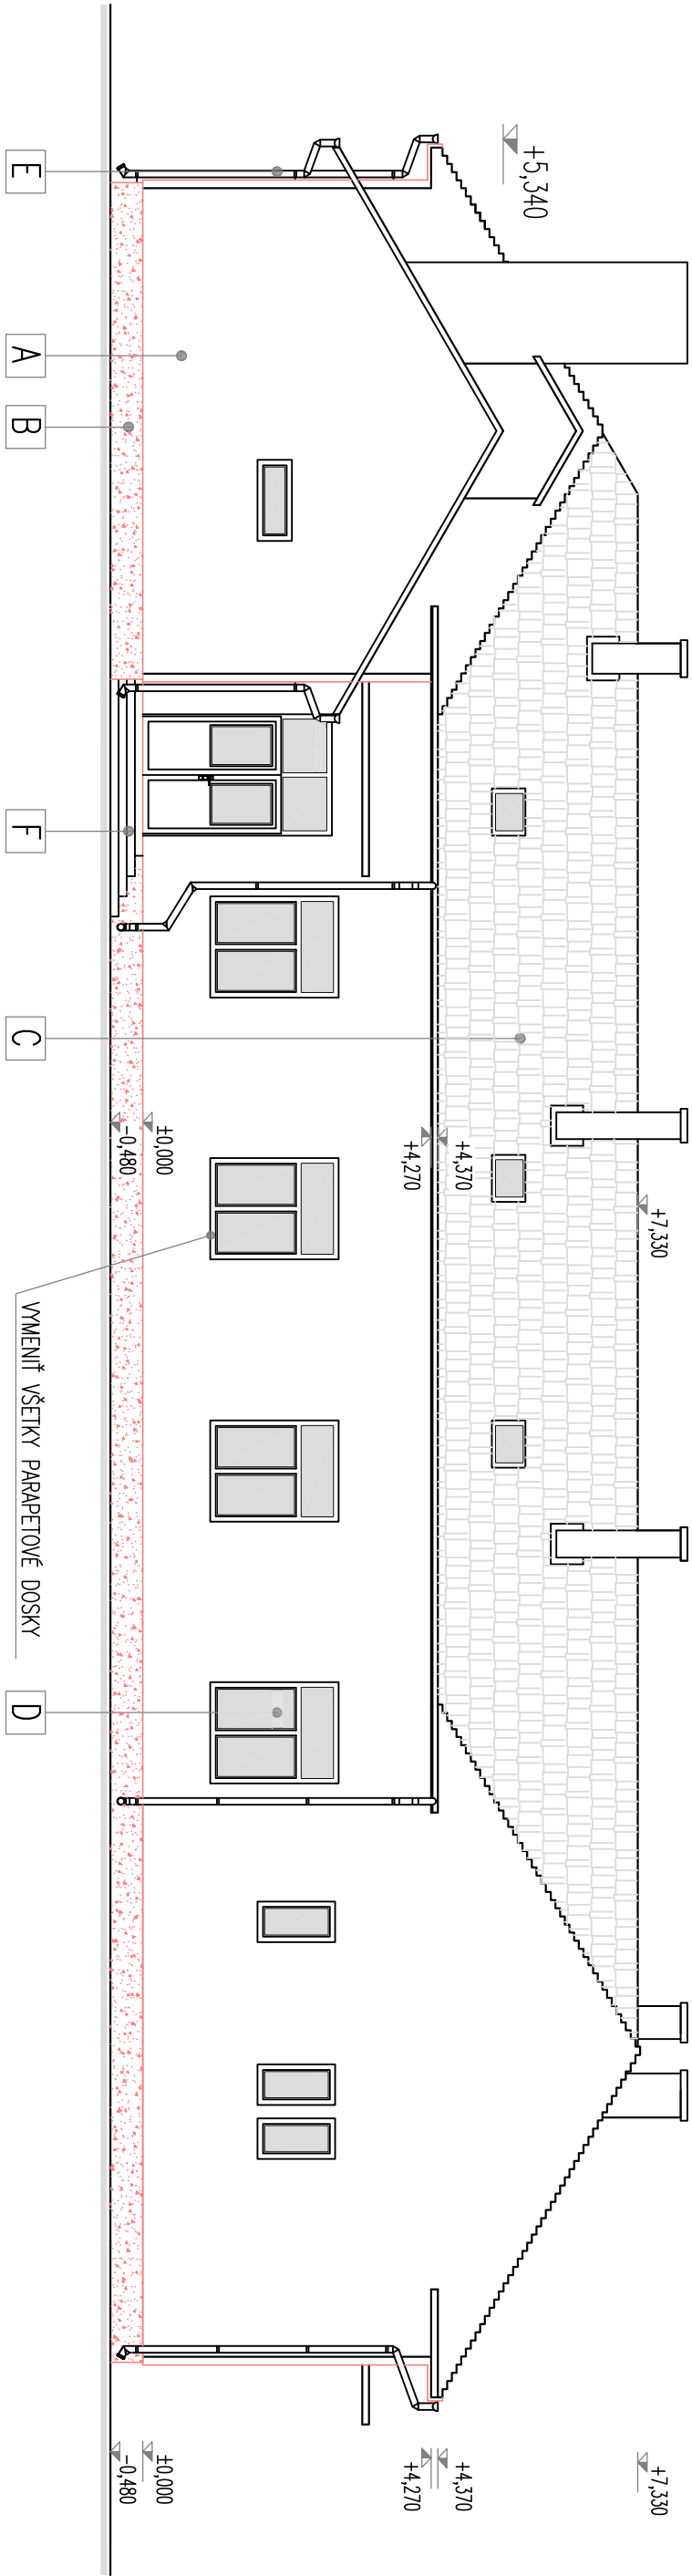 +5,340
E
A
B
F
C
±0,000
-0,480
+4,370
+4,270
+7,330
VYMENIŤ VŠETKY PARAPETOVÉ DOSKY
D
±0,000
-0,480
+4,370
+4,270
+7,330